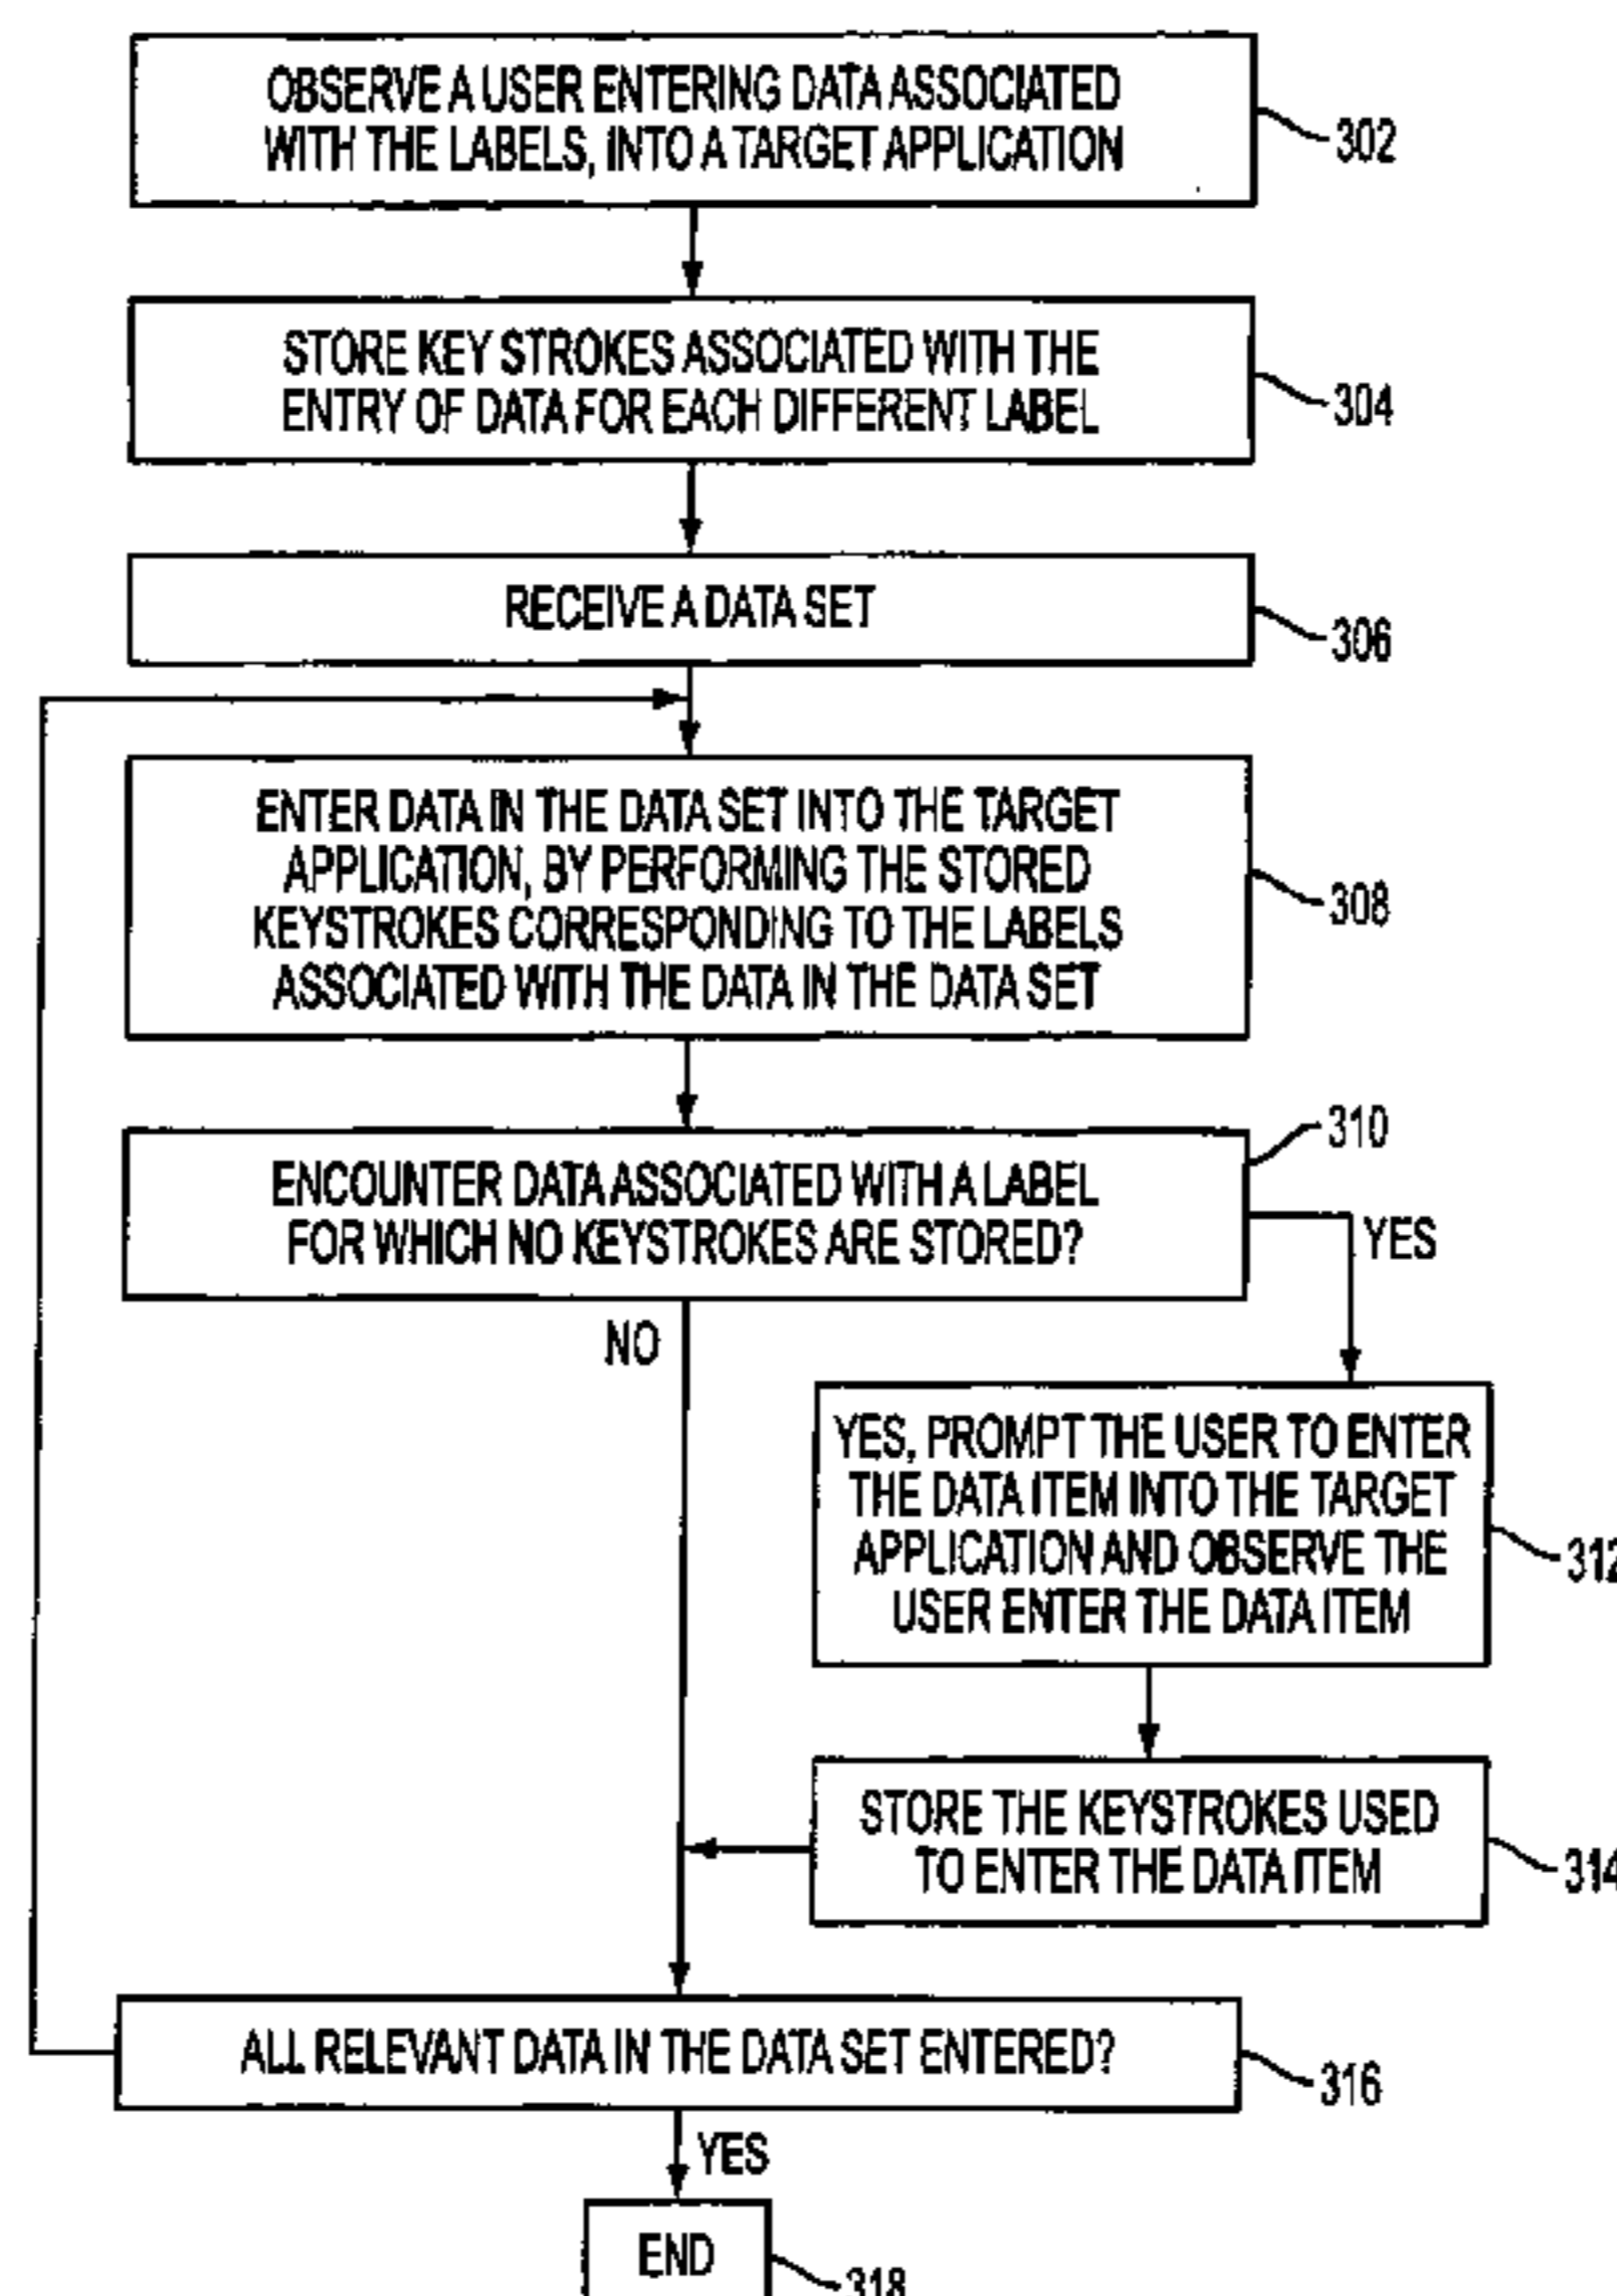 OBSERVE A USER ENTERING DATA ASSOCIATED
WITH THE LABELS, INTO A TARGET APPLICATION
302
STORE KEY STROKES ASSOCIATED WITH THE
ENTRY OF DATA FOR EACH DIFFERENT LABEL
304
RECEIVE A DATA SET
306
ENTER DATA IN THE DATA SET INTO THE TARGET
APPLICATION, BY PERFORMING THE STORED
KEYSTROKES CORRESPONDING TO THE LABELS
ASSOCIATED WITH THE DATA IN THE DATA SET
308
310
ENCOUNTER DATA ASSOCIATED WITH A LABEL
FOR WHICH NO KEYSTROKES ARE STORED?
YES
NO
YES, PROMPT THE USER TO ENTER
THE DATA ITEM INTO THE TARGET
APPLICATION AND OBSERVE THE
USER ENTER THE DATA ITEM
312
STORE THE KEYSTROKES USED
TO ENTER THE DATA ITEM
314
ALL RELEVANT DATA IN THE DATA SET ENTERED?
316
YES
END
318